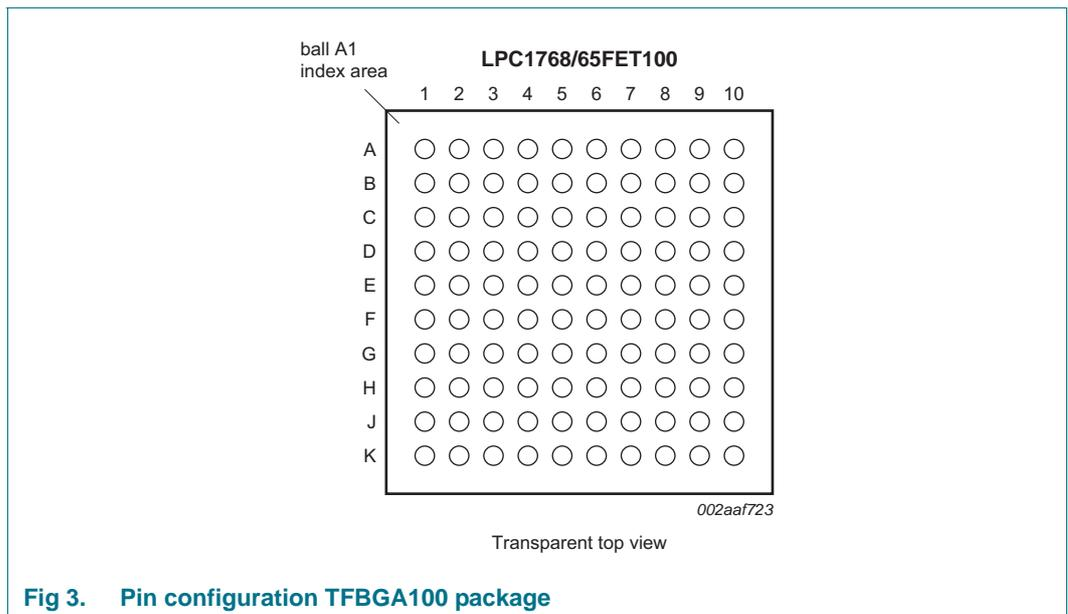 ball A1
index area
LPC1768/65FET100
1 2 3 4 5 6 7 8 9 10
A
B
C
D
E
F
G
H
J
K
002aaf723
Transparent top view
Fig 3. Pin configuration TFBGA100 package